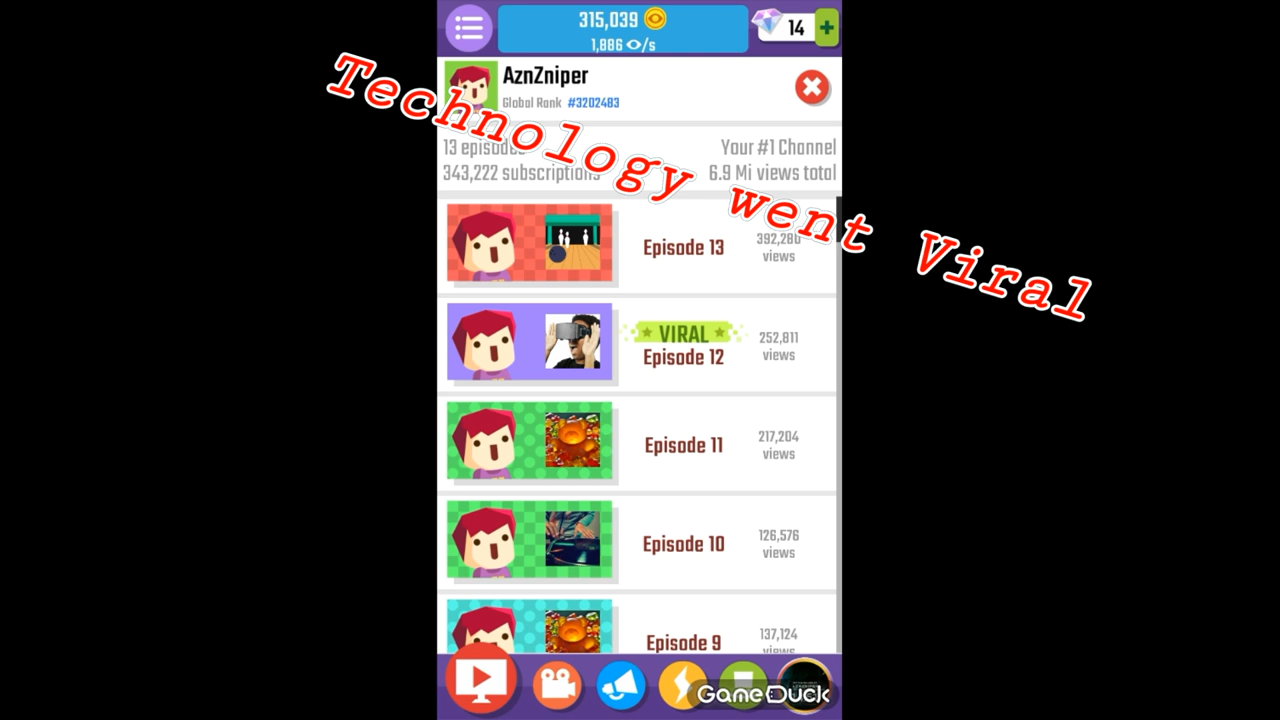 315,039
1,886 /s
14 +
AznZniper
Global Rank #3202483
Technology went Viral
13 episodes
Your #1 Channel
343,222 subscriptions
6.9 Mi views total
Episode 13
392,280
views
VIRAL
Episode 12
252,811
views
Episode 11
217,204
views
Episode 10
126,576
views
Episode 9
137,124
views
GameDuck